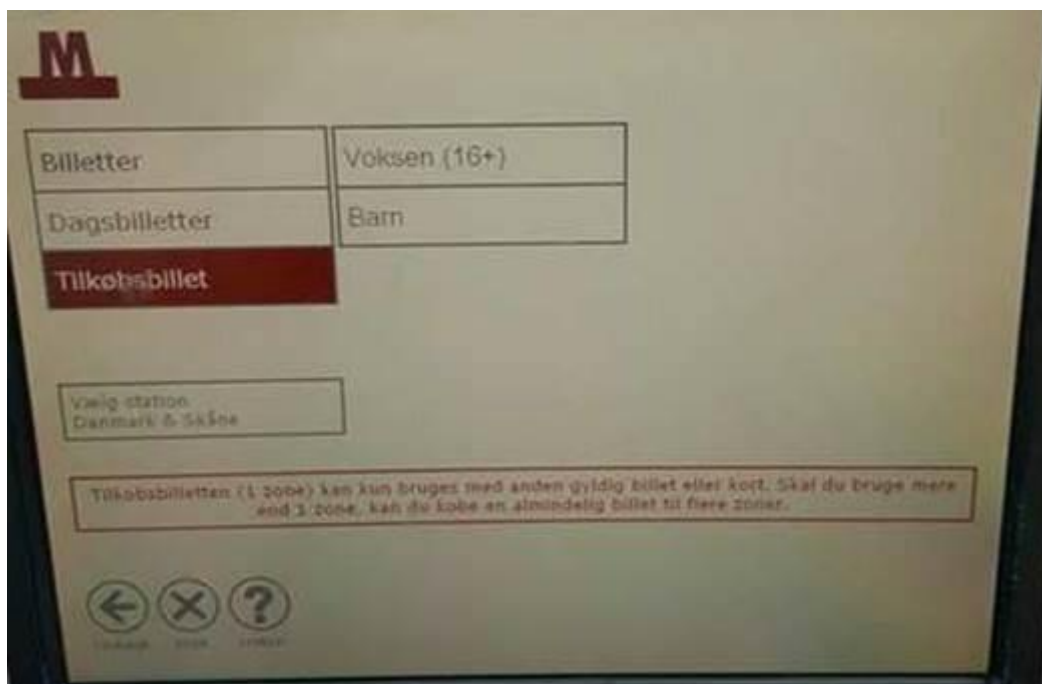 M
Billetter
Voksen (16+)
Dagsbilletter
Barn
Tilkøbsbillet
Vælg station
Danmark & Skåne
Tilkøbsbilletten (1 zone) kan kun bruges med anden gyldig billet eller kort. Skal du bruge mere
end 1 zone, kan du købe en almindelig billet til flere zoner.
?